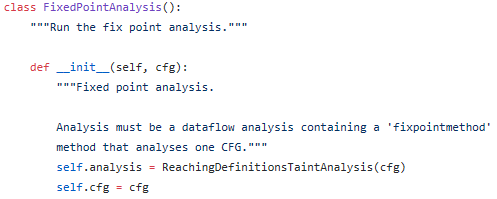 class FixedPointAnalysis():
    """Run the fix point analysis."""

    def __init__(self, cfg):
        """Fixed point analysis.

        Analysis must be a dataflow analysis containing a 'fixpointmethod'
        method that analyses one CFG."""
        self.analysis = ReachingDefinitionsTaintAnalysis(cfg)
        self.cfg = cfg